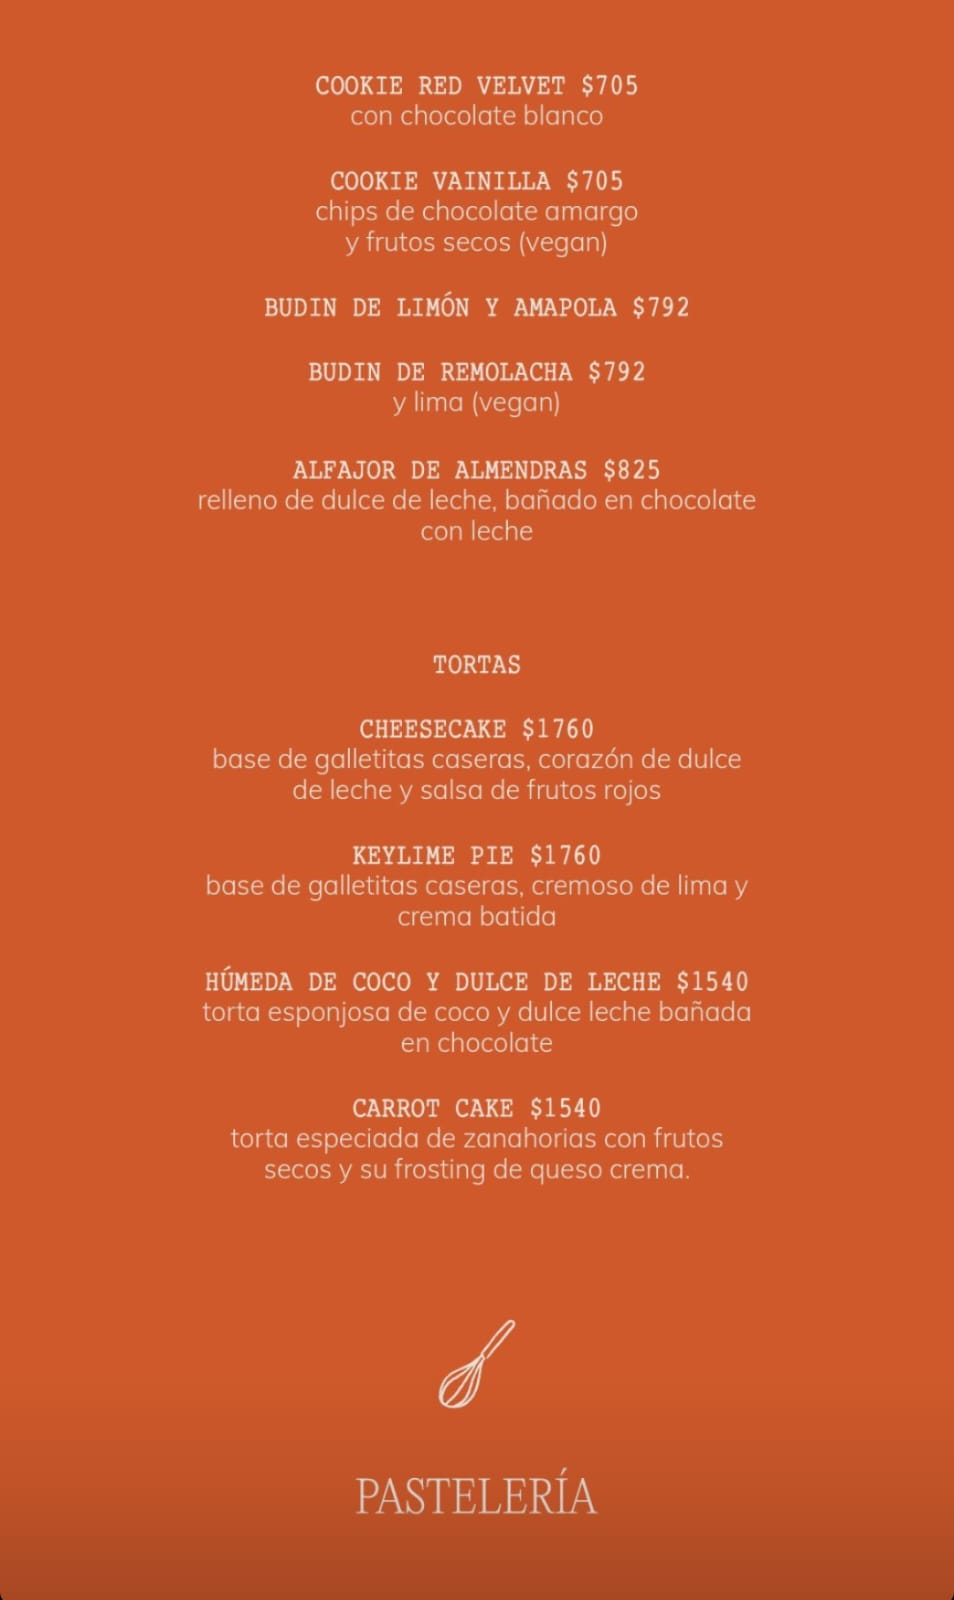 COOKIE RED VELVET $705
con chocolate blanco
COOKIE VAINILLA $705
chips de chocolate amargo
y frutos secos (vegan)
BUDIN DE LIMÓN Y AMAPOLA $792
BUDIN DE REMOLACHA $792
y lima (vegan)
ALFAJOR DE ALMENDRAS $825
relleno de dulce de leche, bañado en chocolate
con leche
TORTAS
CHEESECAKE $1760
base de galletitas caseras, corazón de dulce
de leche y salsa de frutos rojos
KEYLIME PIE $1760
base de galletitas caseras, cremoso de lima y
crema batida
HÚMEDA DE COCO Y DULCE DE LECHE $1540
torta esponjosa de coco y dulce leche bañada
en chocolate
CARROT CAKE $1540
torta especiada de zanahorias con frutos
secos y su frosting de queso crema.
PASTELERÍA